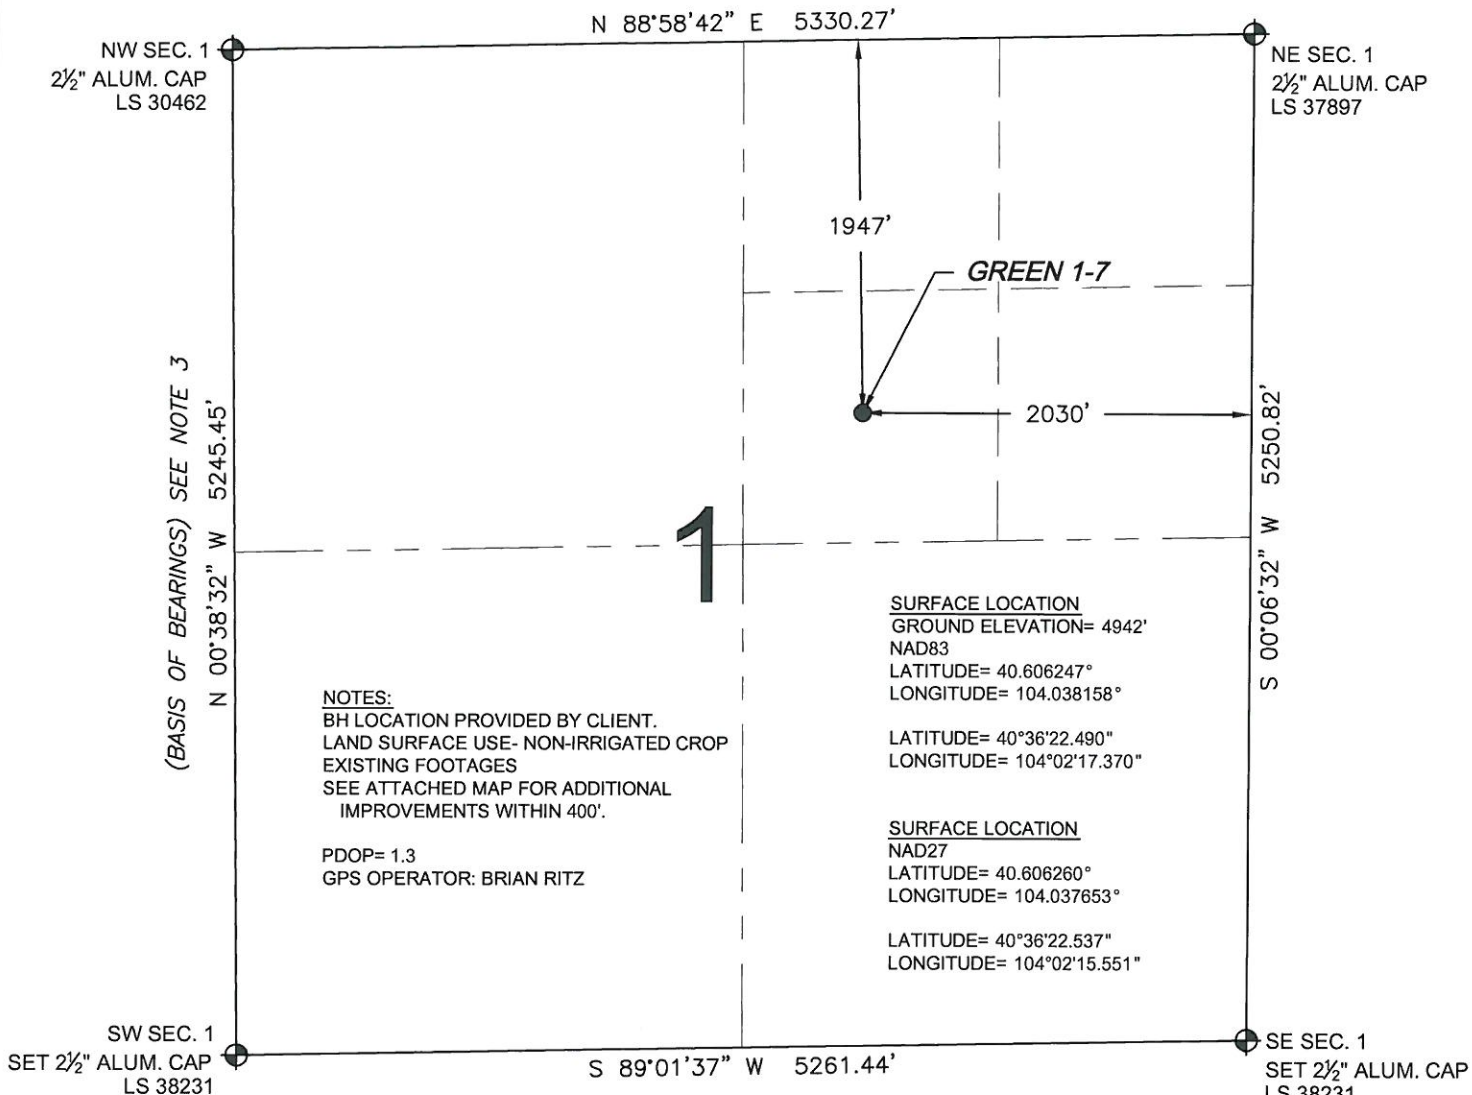 N 88°58'42" E 5330.27'
NW SEC. 1
2½" ALUM. CAP
LS 30462
NE SEC. 1
2½" ALUM. CAP
LS 37897
1947'
GREEN 1-7
2030'
(BASIS OF BEARINGS) SEE NOTE 3
N 00°38'32" W 5245.45'
S 00°06'32" W 5250.82'
1
SURFACE LOCATION
GROUND ELEVATION= 4942'
NAD83
LATITUDE= 40.606247°
LONGITUDE= 104.038158°
LATITUDE= 40°36'22.490"
LONGITUDE= 104°02'17.370"
NOTES:
BH LOCATION PROVIDED BY CLIENT.
LAND SURFACE USE- NON-IRRIGATED CROP
EXISTING FOOTAGES
SEE ATTACHED MAP FOR ADDITIONAL
IMPROVEMENTS WITHIN 400'.
PDOP= 1.3
GPS OPERATOR: BRIAN RITZ
SURFACE LOCATION
NAD27
LATITUDE= 40.606260°
LONGITUDE= 104.037653°
LATITUDE= 40°36'22.537"
LONGITUDE= 104°02'15.551"
SW SEC. 1
SET 2½" ALUM. CAP
LS 38231
S 89°01'37" W 5261.44'
SE SEC. 1
SET 2½" ALUM. CAP
LS 38231